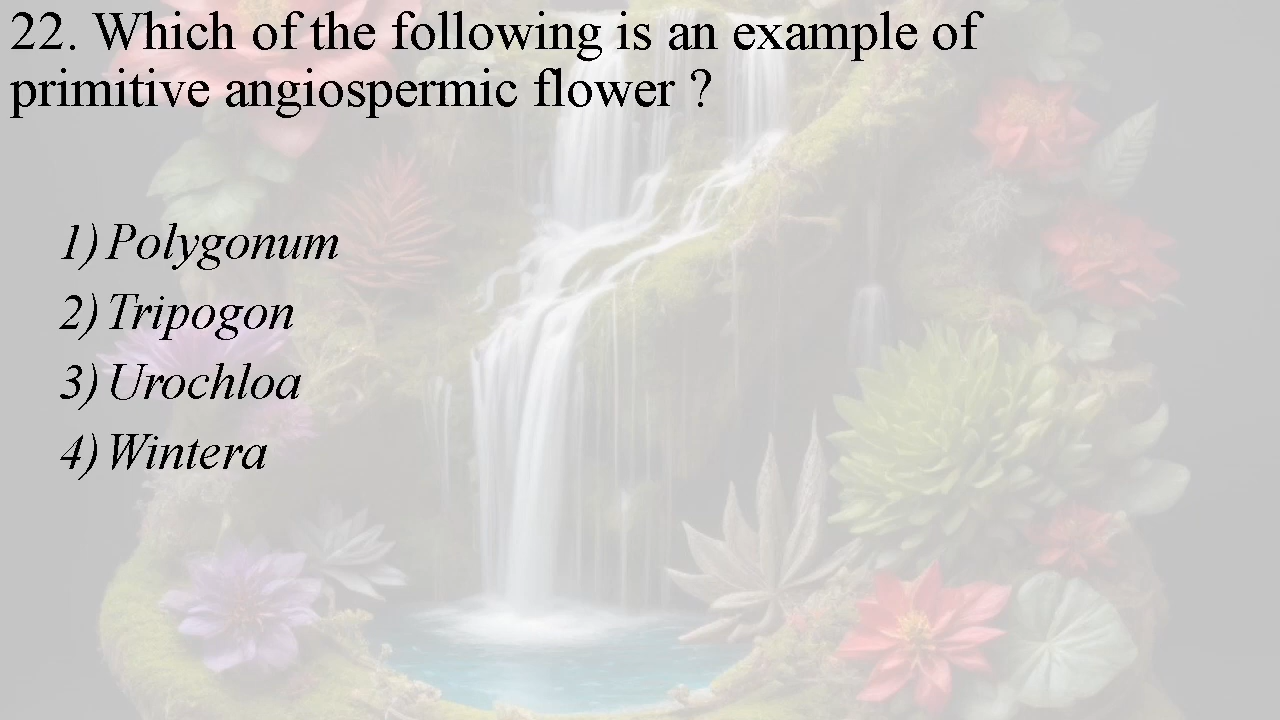 22. Which of the following is an example of
primitive angiospermic flower ?
1) Polygonum
2) Tripogon
3) Urochloa
4) Wintera